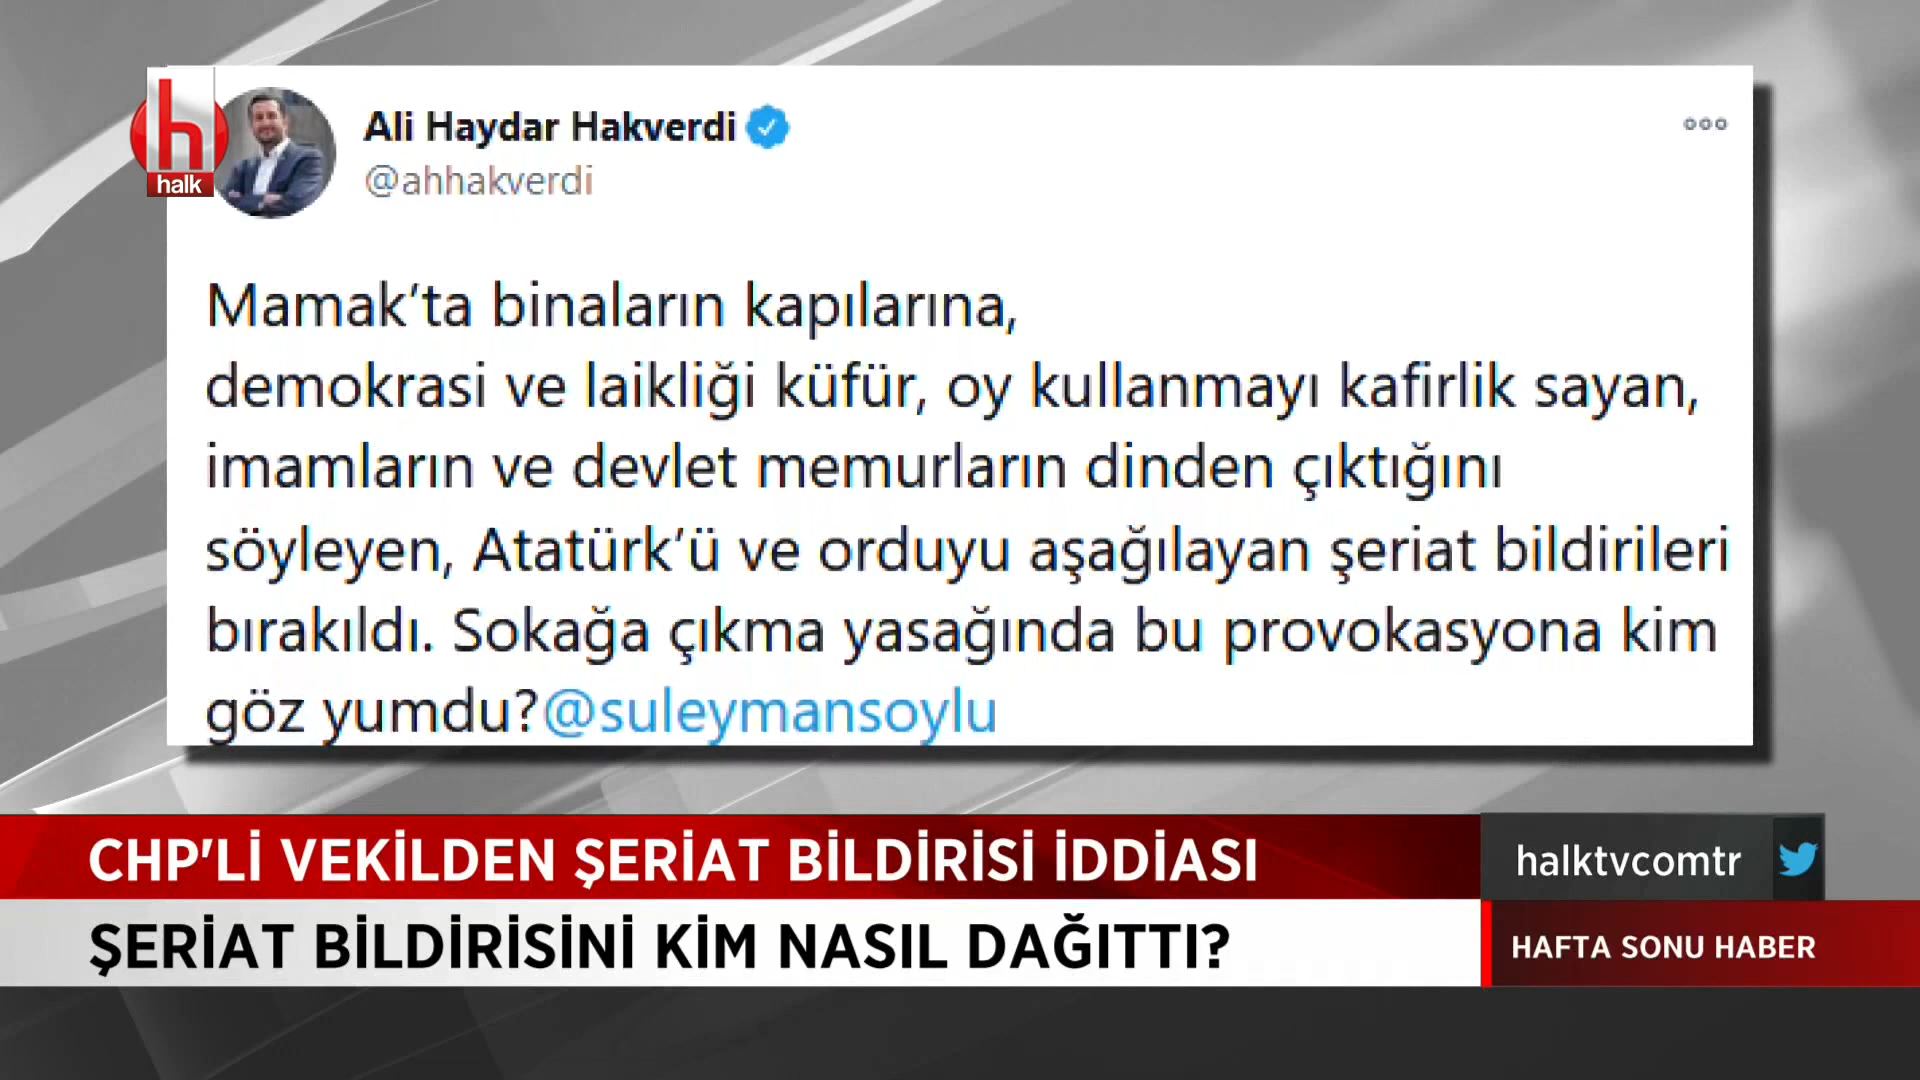 h
halk
Ali Haydar Hakverdi
@ahhakverdi
Mamak‘ta binaların kapılarına,
demokrasi ve laikliği küfür, oy kullanmayı kafirlik sayan,
imamların ve devlet memurların dinden çıktığını
söyleyen, Atatürk‘ü ve orduyu aşağılayan şeriat bildirileri
bırakıldı. Sokağa çıkma yasağında bu provokasyona kim
göz yumdu?@suleymansoylu
CHP'Lİ VEKİLDEN ŞERİAT BİLDİRİSİ İDDİASI
halktvcomtr
ŞERİAT BİLDİRİSİNİ KİM NASIL DAĞITTI?
HAFTA SONU HABER